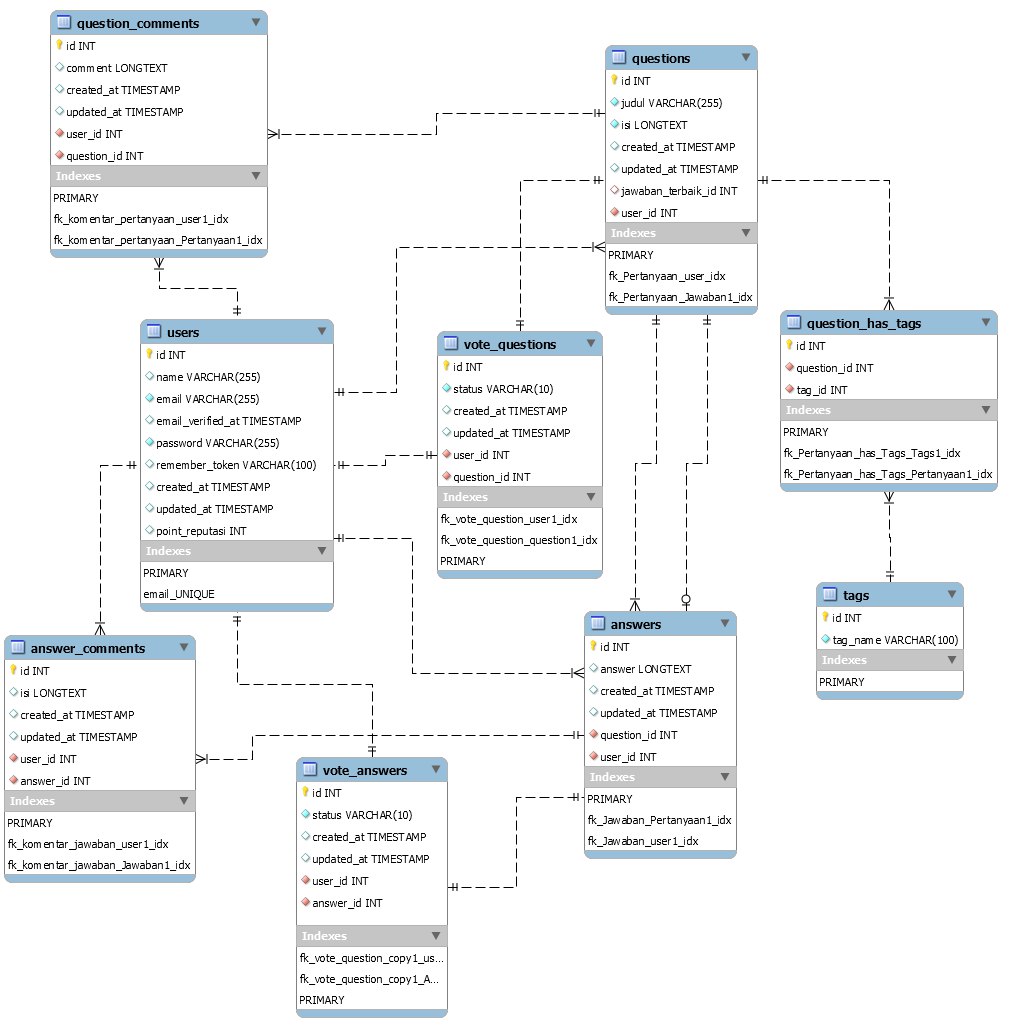 question_comments
id INT
comment LONGTEXT
created_at TIMESTAMP
updated_at TIMESTAMP
user_id INT
question_id INT
Indexes
PRIMARY
fk_komentar_pertanyaan_user1_idx
fk_komentar_pertanyaan_Pertanyaan1_idx
questions
id INT
judul VARCHAR(255)
isi LONGTEXT
created_at TIMESTAMP
updated_at TIMESTAMP
jawaban_terbaik_id INT
user_id INT
Indexes
PRIMARY
fk_Pertanyaan_user_idx
fk_Pertanyaan_Jawaban1_idx
users
id INT
name VARCHAR(255)
email VARCHAR(255)
email_verified_at TIMESTAMP
password VARCHAR(255)
remember_token VARCHAR(100)
created_at TIMESTAMP
updated_at TIMESTAMP
point_reputasi INT
Indexes
PRIMARY
email_UNIQUE
vote_questions
id INT
status VARCHAR(10)
created_at TIMESTAMP
updated_at TIMESTAMP
user_id INT
question_id INT
Indexes
fk_vote_question_user1_idx
fk_vote_question_question1_idx
PRIMARY
question_has_tags
id INT
question_id INT
tag_id INT
Indexes
PRIMARY
fk_Pertanyaan_has_Tags_Tags1_idx
fk_Pertanyaan_has_Tags_Pertanyaan1_idx
tags
id INT
tag_name VARCHAR(100)
Indexes
PRIMARY
answer_comments
id INT
isi LONGTEXT
created_at TIMESTAMP
updated_at TIMESTAMP
user_id INT
answer_id INT
Indexes
PRIMARY
fk_komentar_jawaban_user1_idx
fk_komentar_jawaban_Jawaban1_idx
answers
id INT
answer LONGTEXT
created_at TIMESTAMP
updated_at TIMESTAMP
question_id INT
user_id INT
Indexes
PRIMARY
fk_Jawaban_Pertanyaan1_idx
fk_Jawaban_user1_idx
vote_answers
id INT
status VARCHAR(10)
created_at TIMESTAMP
updated_at TIMESTAMP
user_id INT
answer_id INT
Indexes
fk_vote_question_copy1_us...
fk_vote_question_copy1_A...
PRIMARY